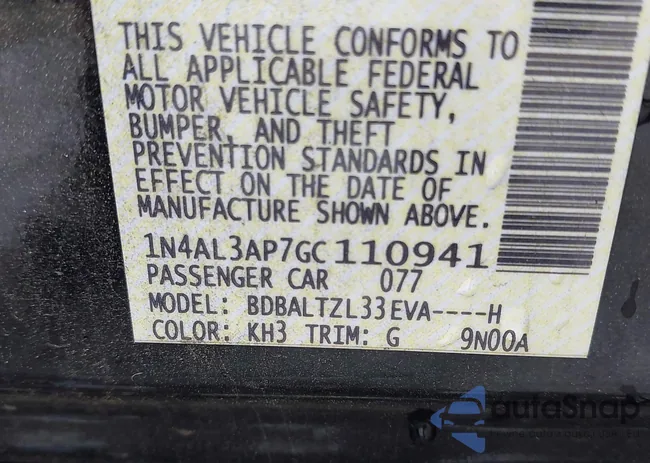 THIS VEHICLE CONFORMS TO
ALL APPLICABLE FEDERAL
MOTOR VEHICLE SAFETY,
BUMPER, AND THEFT
PREVENTION STANDARDS IN
EFFECT ON THE DATE OF
MANUFACTURE SHOWN ABOVE.
1N4AL3AP7GC110941
PASSENGER CAR 077
MODEL: BDBALTZL33EVA----H
COLOR: KH3 TRIM: G 9N00A
autoSnap